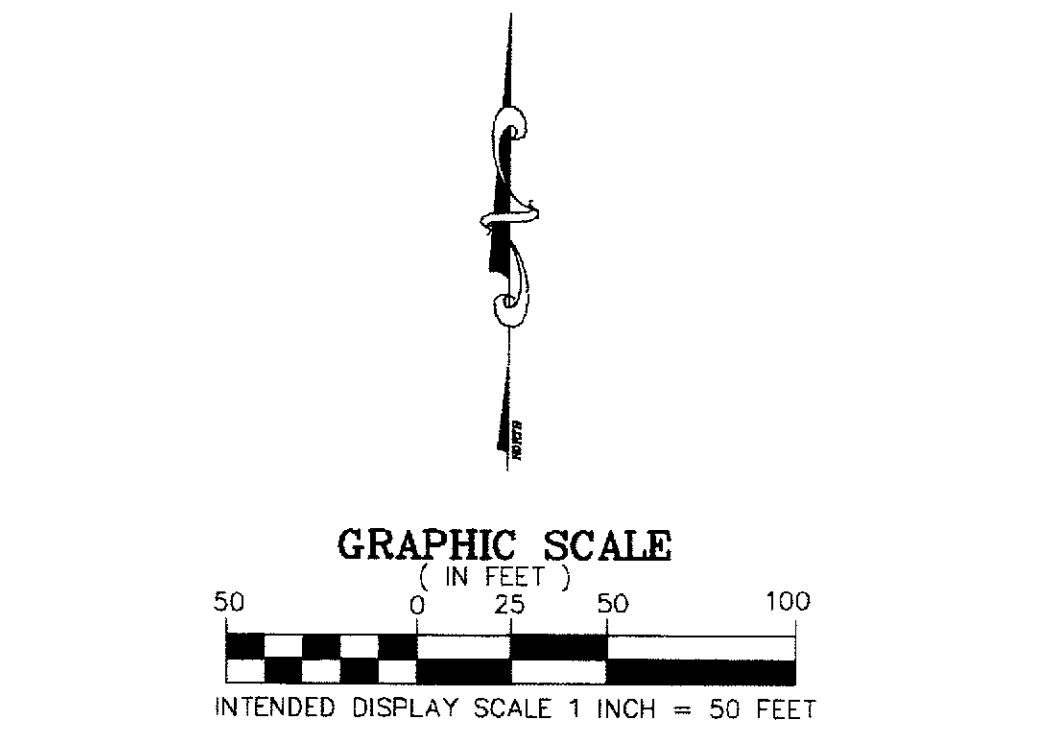 NORTH
GRAPHIC SCALE
( IN FEET )
50 0 25 50 100
INTENDED DISPLAY SCALE 1 INCH = 50 FEET